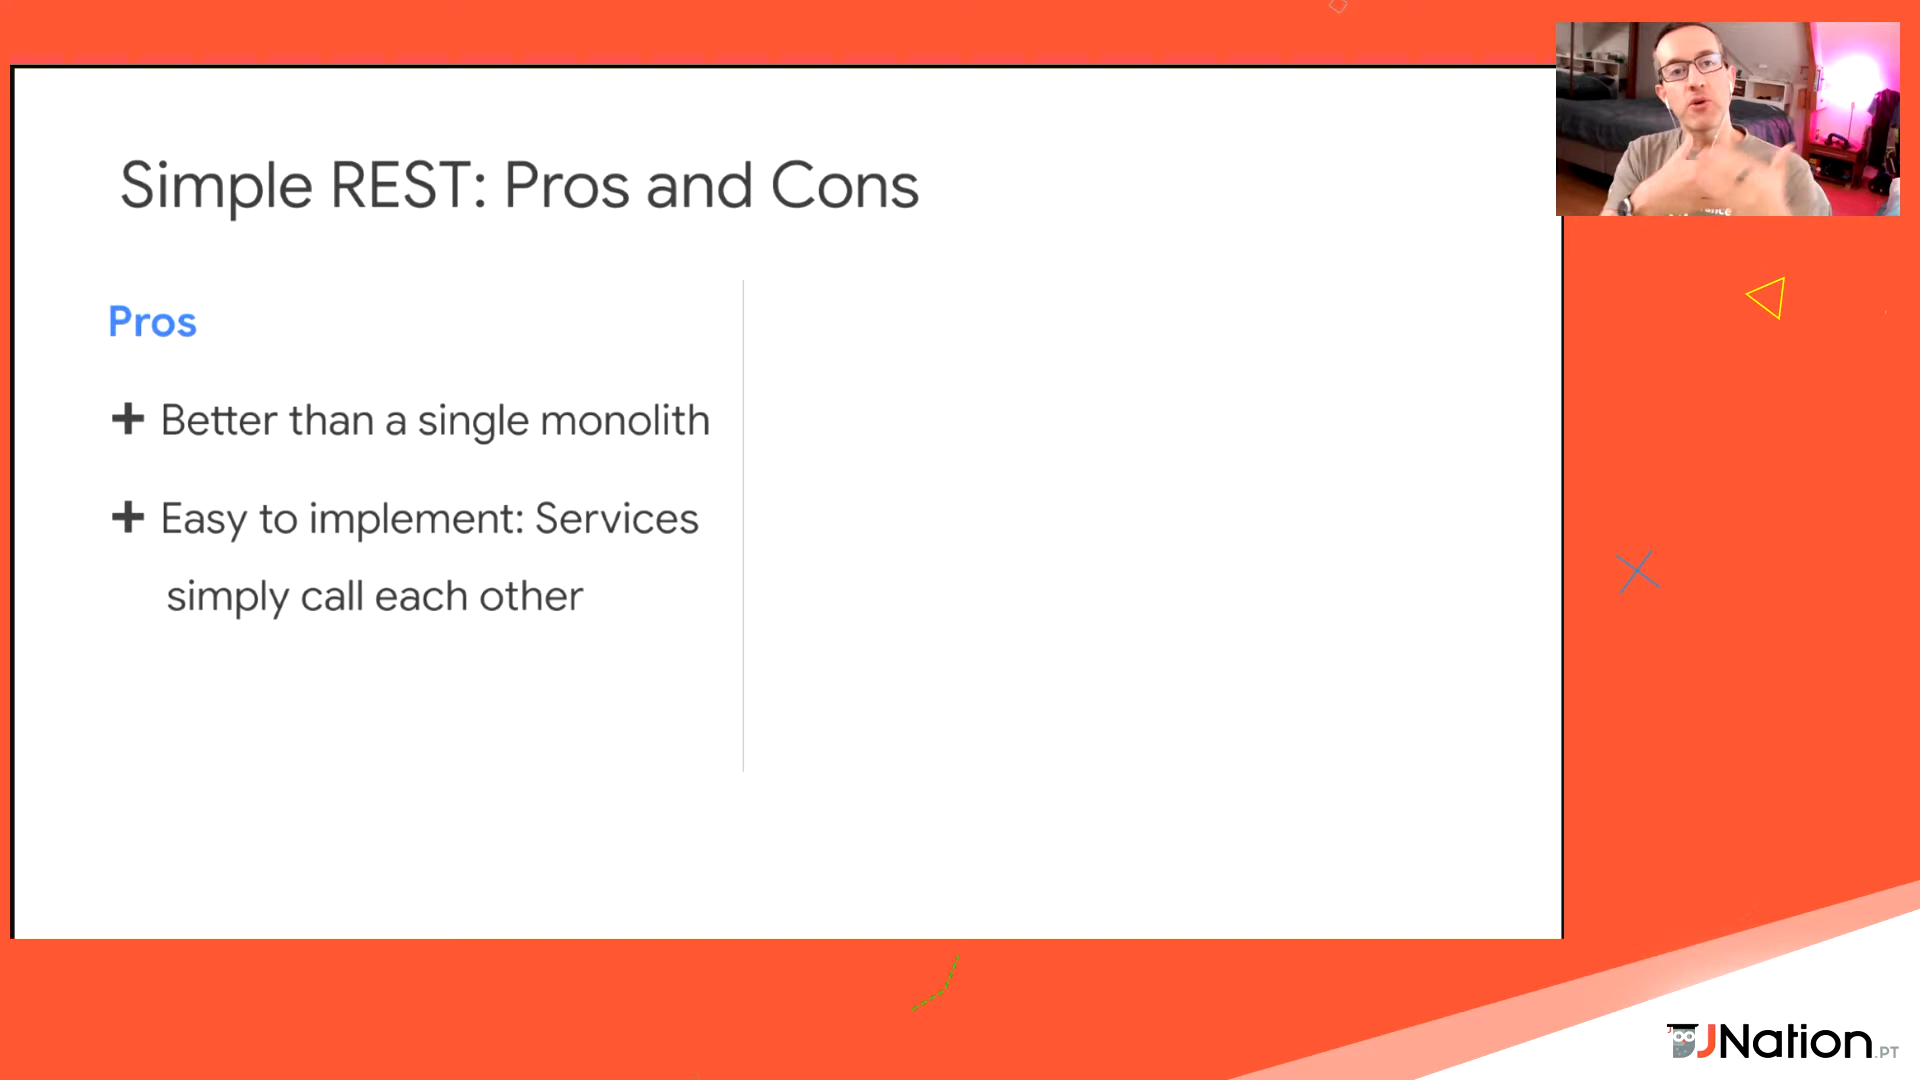 Simple REST: Pros and Cons
Pros
+ Better than a single monolith
+ Easy to implement: Services
simply call each other
JNation.PT